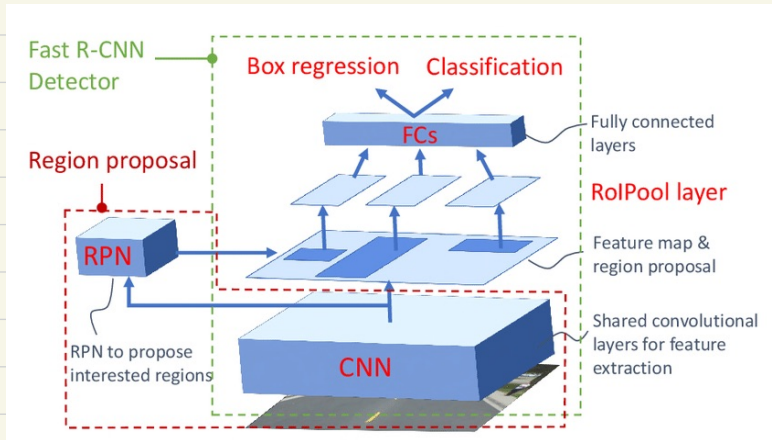 Fast R-CNN
Detector
Box regression
Classification
FCs
Fully connected
layers
Region proposal
RoIPool layer
RPN
Feature map &
region proposal
RPN to propose
interested regions
Shared convolutional
layers for feature
extraction
CNN